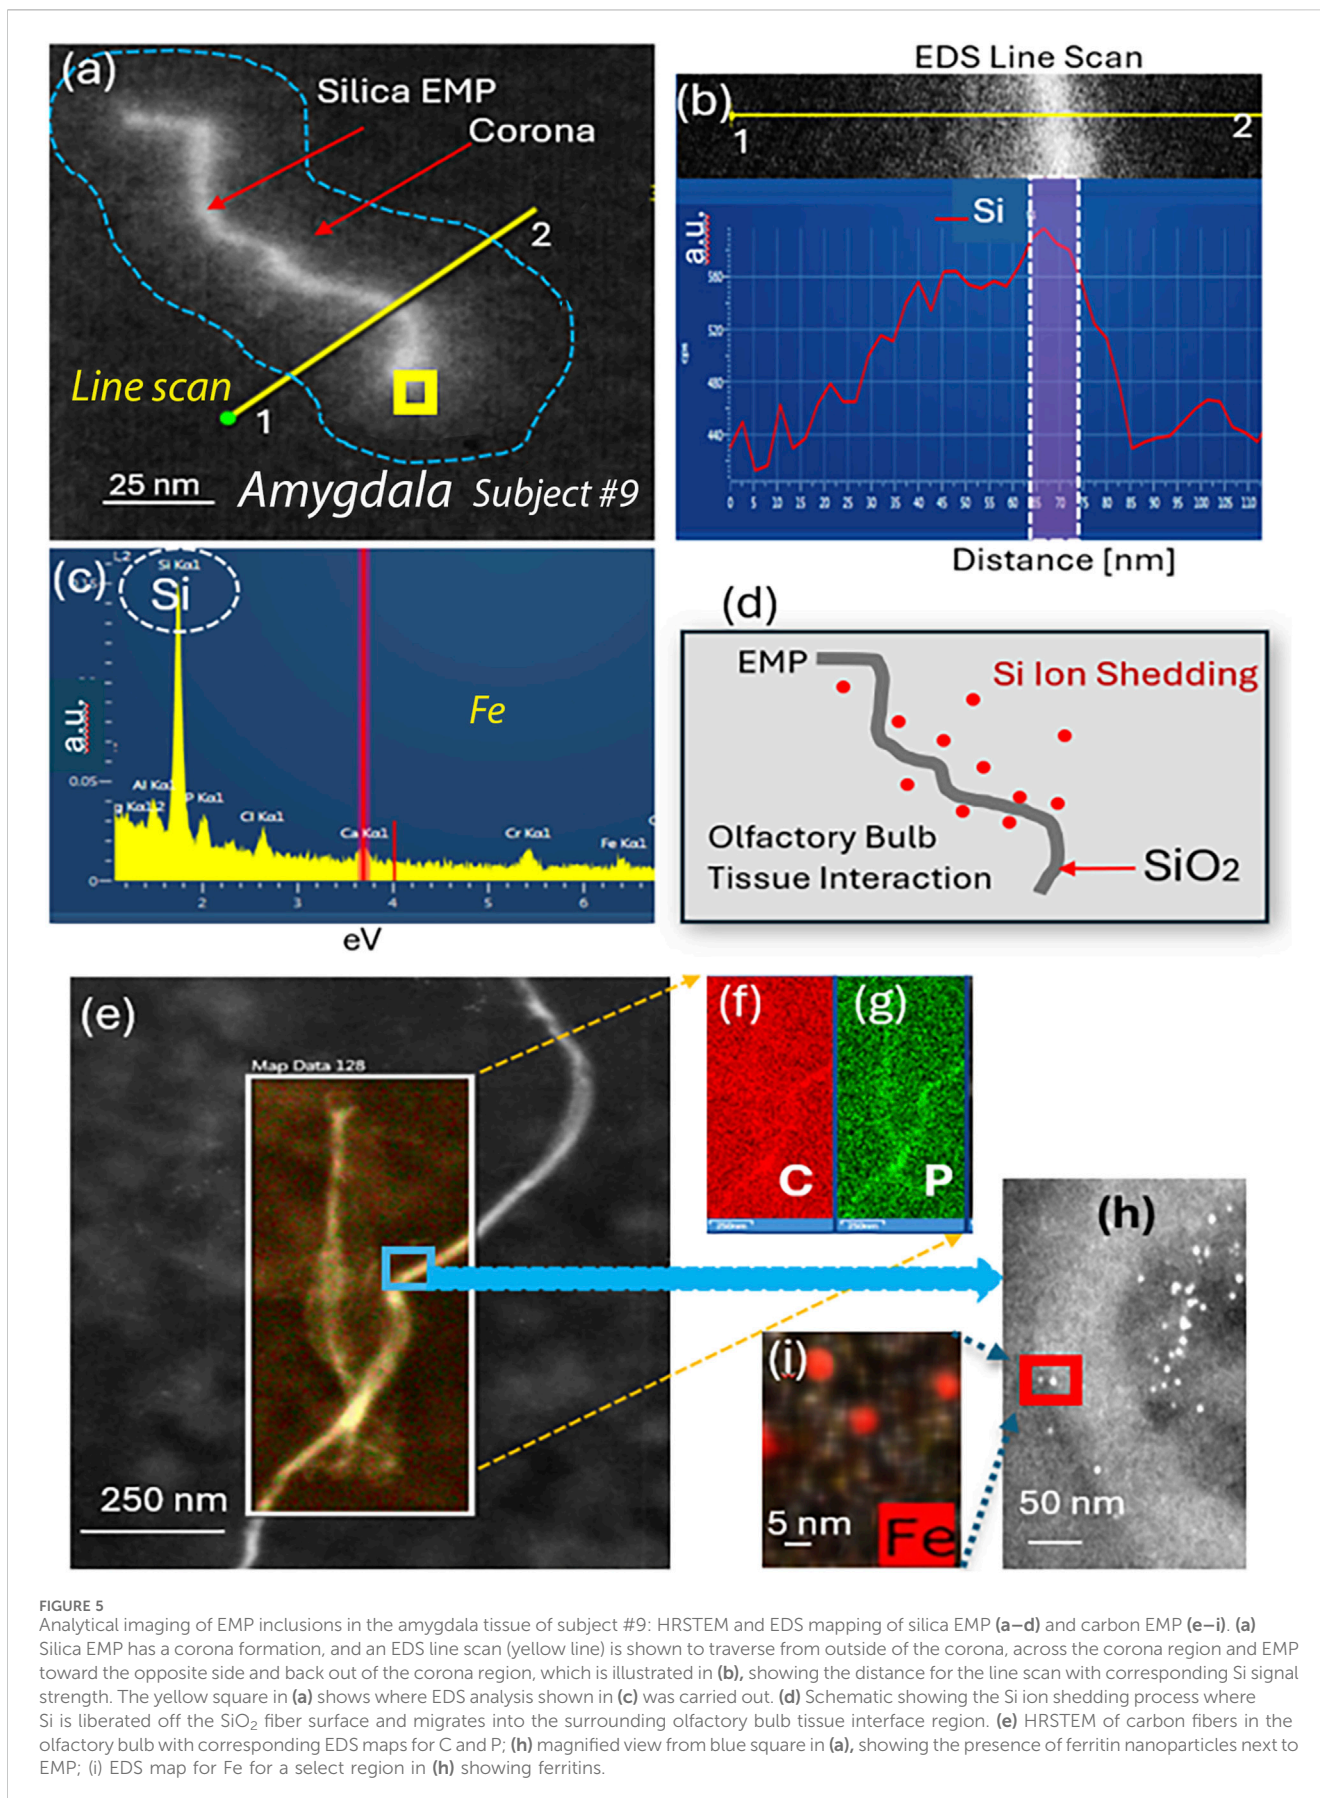 (a)
Silica EMP
Corona
2
Line scan
1
25 nm
Amygdala Subject #9
EDS Line Scan
(b)
1
2
Si
a.u.
cps
560
520
480
440
0 5 10 15 20 25 30 35 40 45 50 55 60 65 70 75 80 85 90 95 100 105 110
Distance [nm]
(c)
Si Kα1
Si
a.u.
Fe
0.05
Al Kα1
P Kα1
Cl Kα1
Ca Kα1
Cr Kα1
Fe Kα1
0
2 3 4 5 6
eV
(d)
EMP
Si Ion Shedding
Olfactory Bulb
Tissue Interaction
SiO2
(e)
Map Data 128
250 nm
(f)
C
250nm
(g)
P
250nm
(h)
50 nm
(i)
5 nm
Fe
FIGURE 5
Analytical imaging of EMP inclusions in the amygdala tissue of subject #9: HRSTEM and EDS mapping of silica EMP (a–d) and carbon EMP (e–i). (a)
Silica EMP has a corona formation, and an EDS line scan (yellow line) is shown to traverse from outside of the corona, across the corona region and EMP
toward the opposite side and back out of the corona region, which is illustrated in (b), showing the distance for the line scan with corresponding Si signal
strength. The yellow square in (a) shows where EDS analysis shown in (c) was carried out. (d) Schematic showing the Si ion shedding process where
Si is liberated off the SiO2 fiber surface and migrates into the surrounding olfactory bulb tissue interface region. (e) HRSTEM of carbon fibers in the
olfactory bulb with corresponding EDS maps for C and P; (h) magnified view from blue square in (a), showing the presence of ferritin nanoparticles next to
EMP; (i) EDS map for Fe for a select region in (h) showing ferritins.